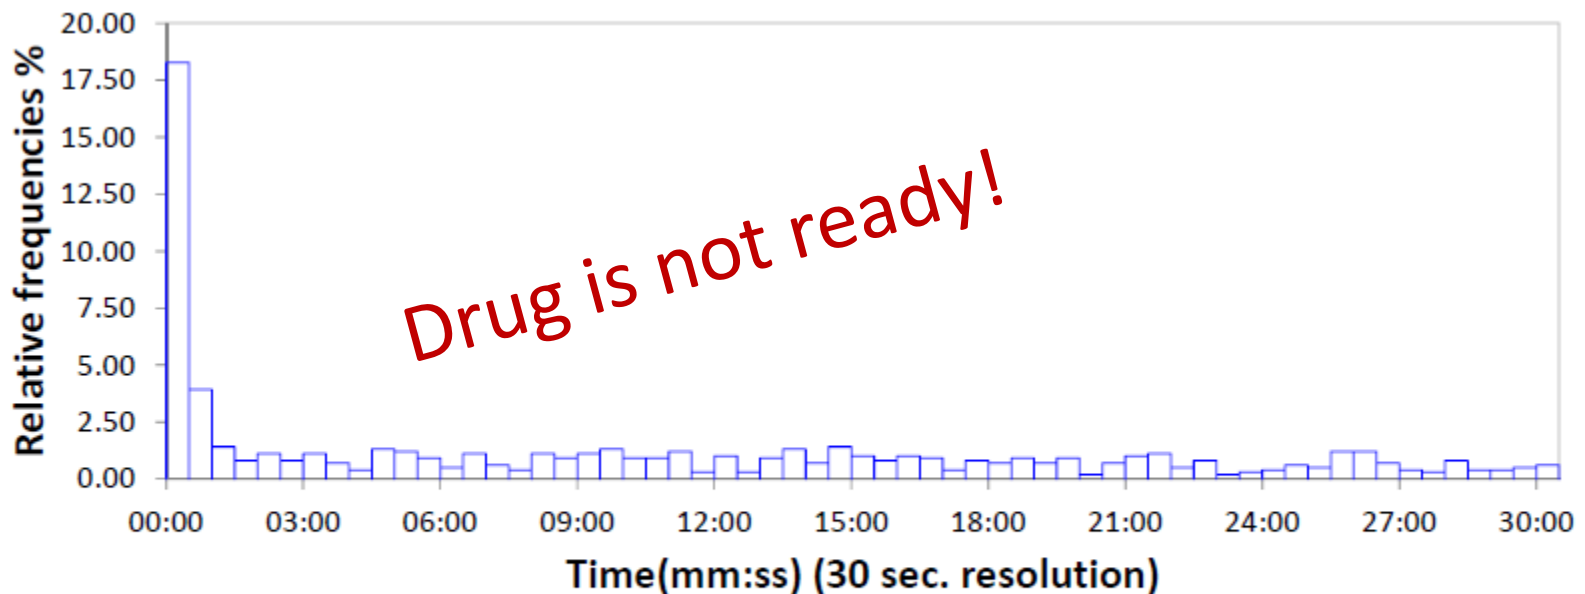 20.00
17.50
15.00
12.50
10.00
7.50
5.00
2.50
0.00
Relative frequencies %
Drug is not ready!
00:00 03:00 06:00 09:00 12:00 15:00 18:00 21:00 24:00 27:00 30:00
Time(mm:ss) (30 sec. resolution)